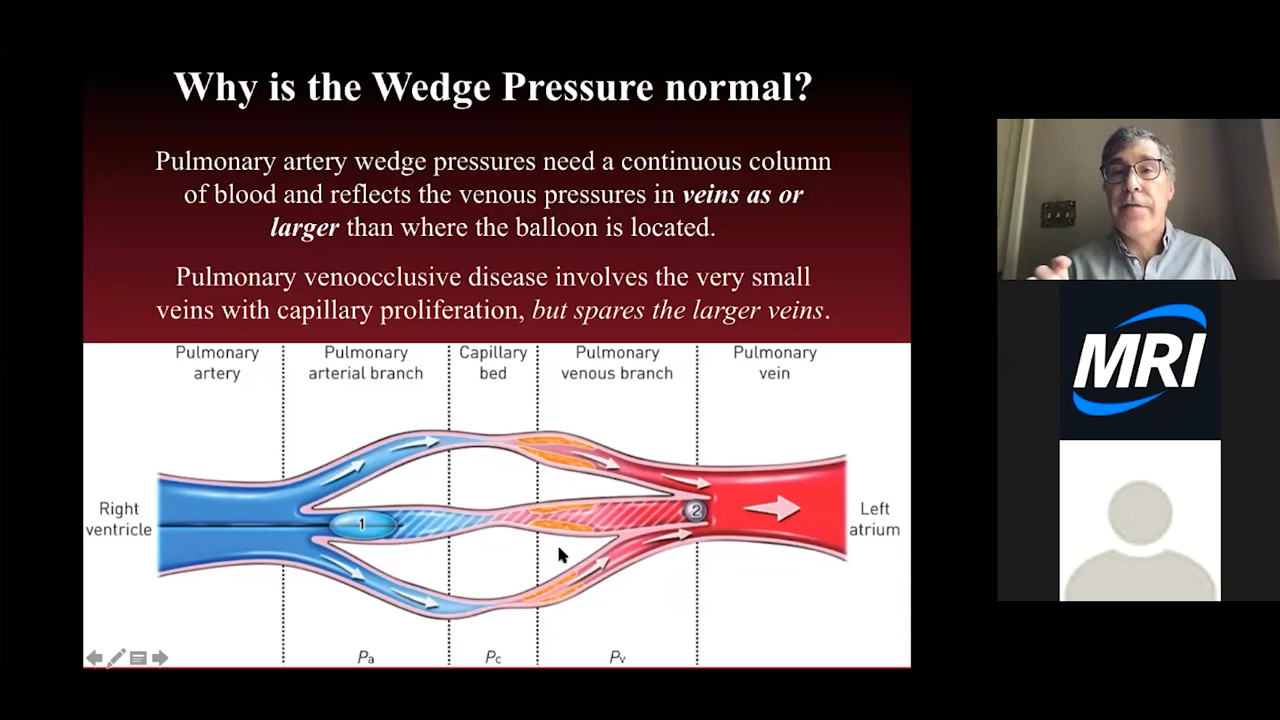 Why is the Wedge Pressure normal?
Pulmonary artery wedge pressures need a continuous column
of blood and reflects the venous pressures in veins as or
larger than where the balloon is located.
Pulmonary venoocclusive disease involves the very small
veins with capillary proliferation, but spares the larger veins.
Pulmonary
artery
Pulmonary
arterial branch
Capillary
bed
Pulmonary
venous branch
Pulmonary
vein
Right
ventricle
1
2
Left
atrium
Pa
Pc
Pv
MRI